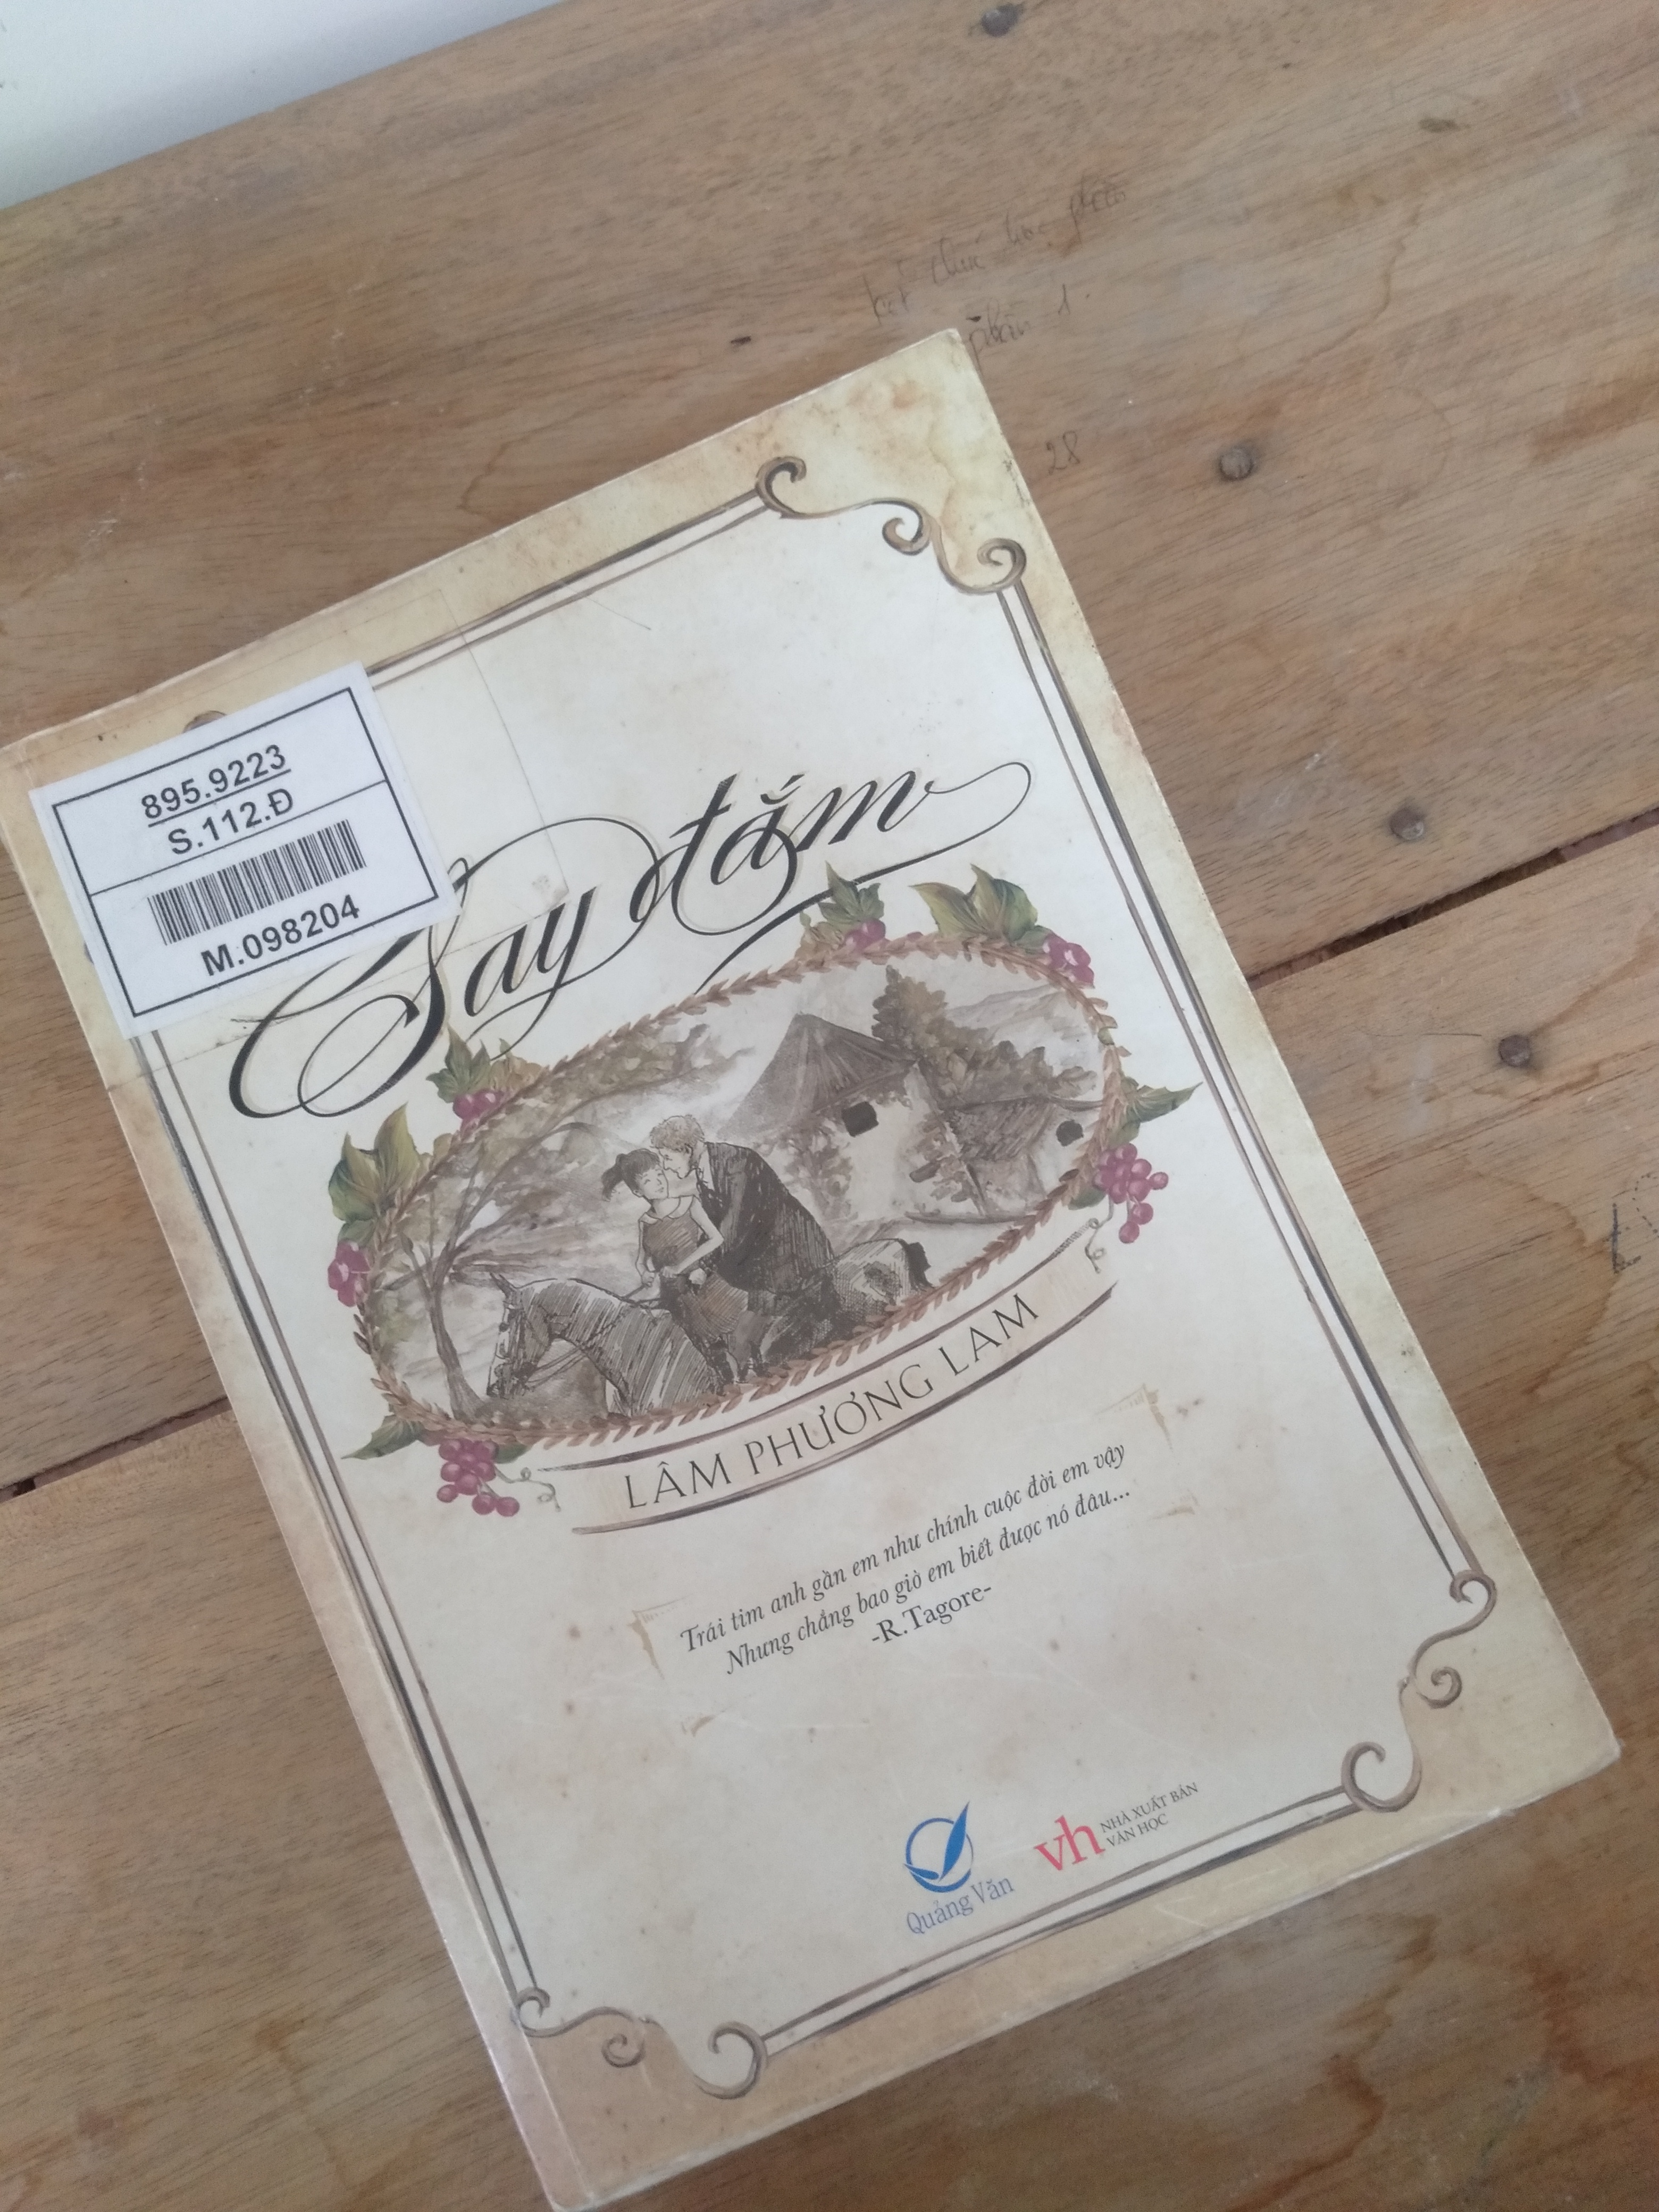 895.9223
S.112.Đ
M.098204
Say đắm
LÂM PHƯƠNG LAM
Trái tim anh gần em như chính cuộc đời em vậy
Nhưng chẳng bao giờ em biết được nó đâu...
-R.Tagore-
Quảng Văn
vh
NHÀ XUẤT BẢN
VĂN HỌC
phần 1.
28